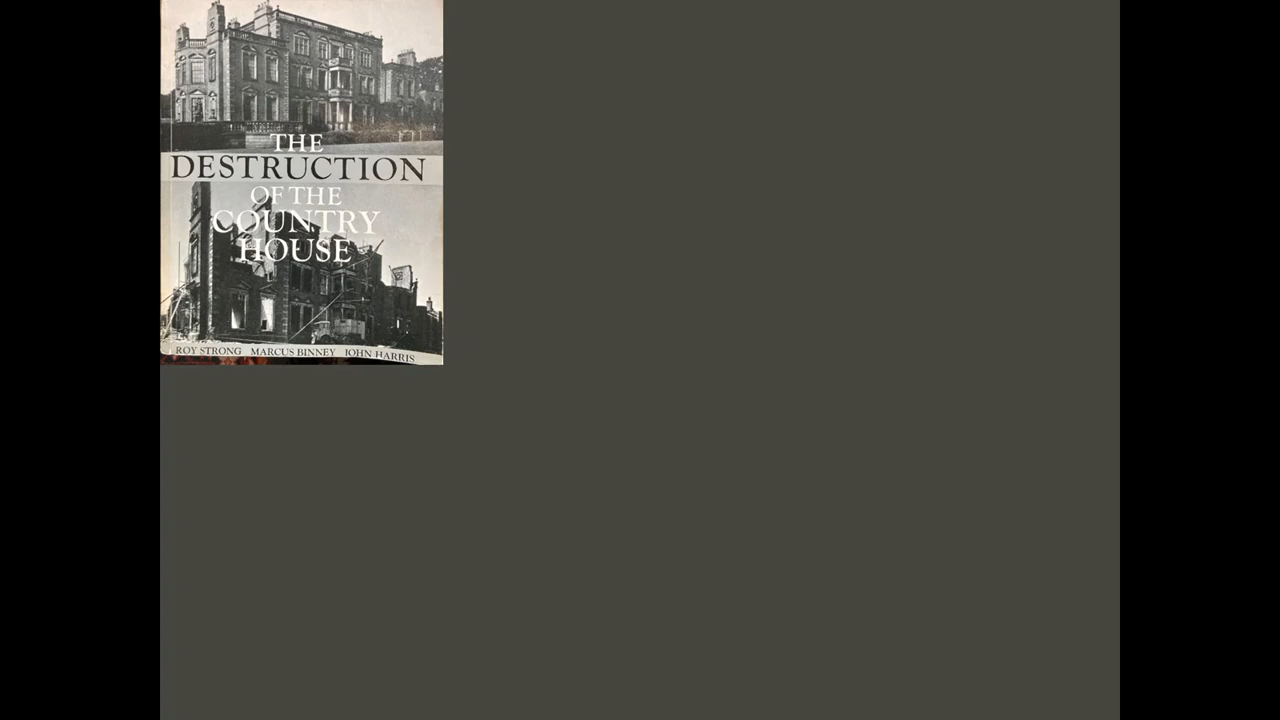 THE
DESTRUCTION
OF THE
COUNTRY
HOUSE
ROY STRONG MARCUS BINNEY JOHN HARRIS